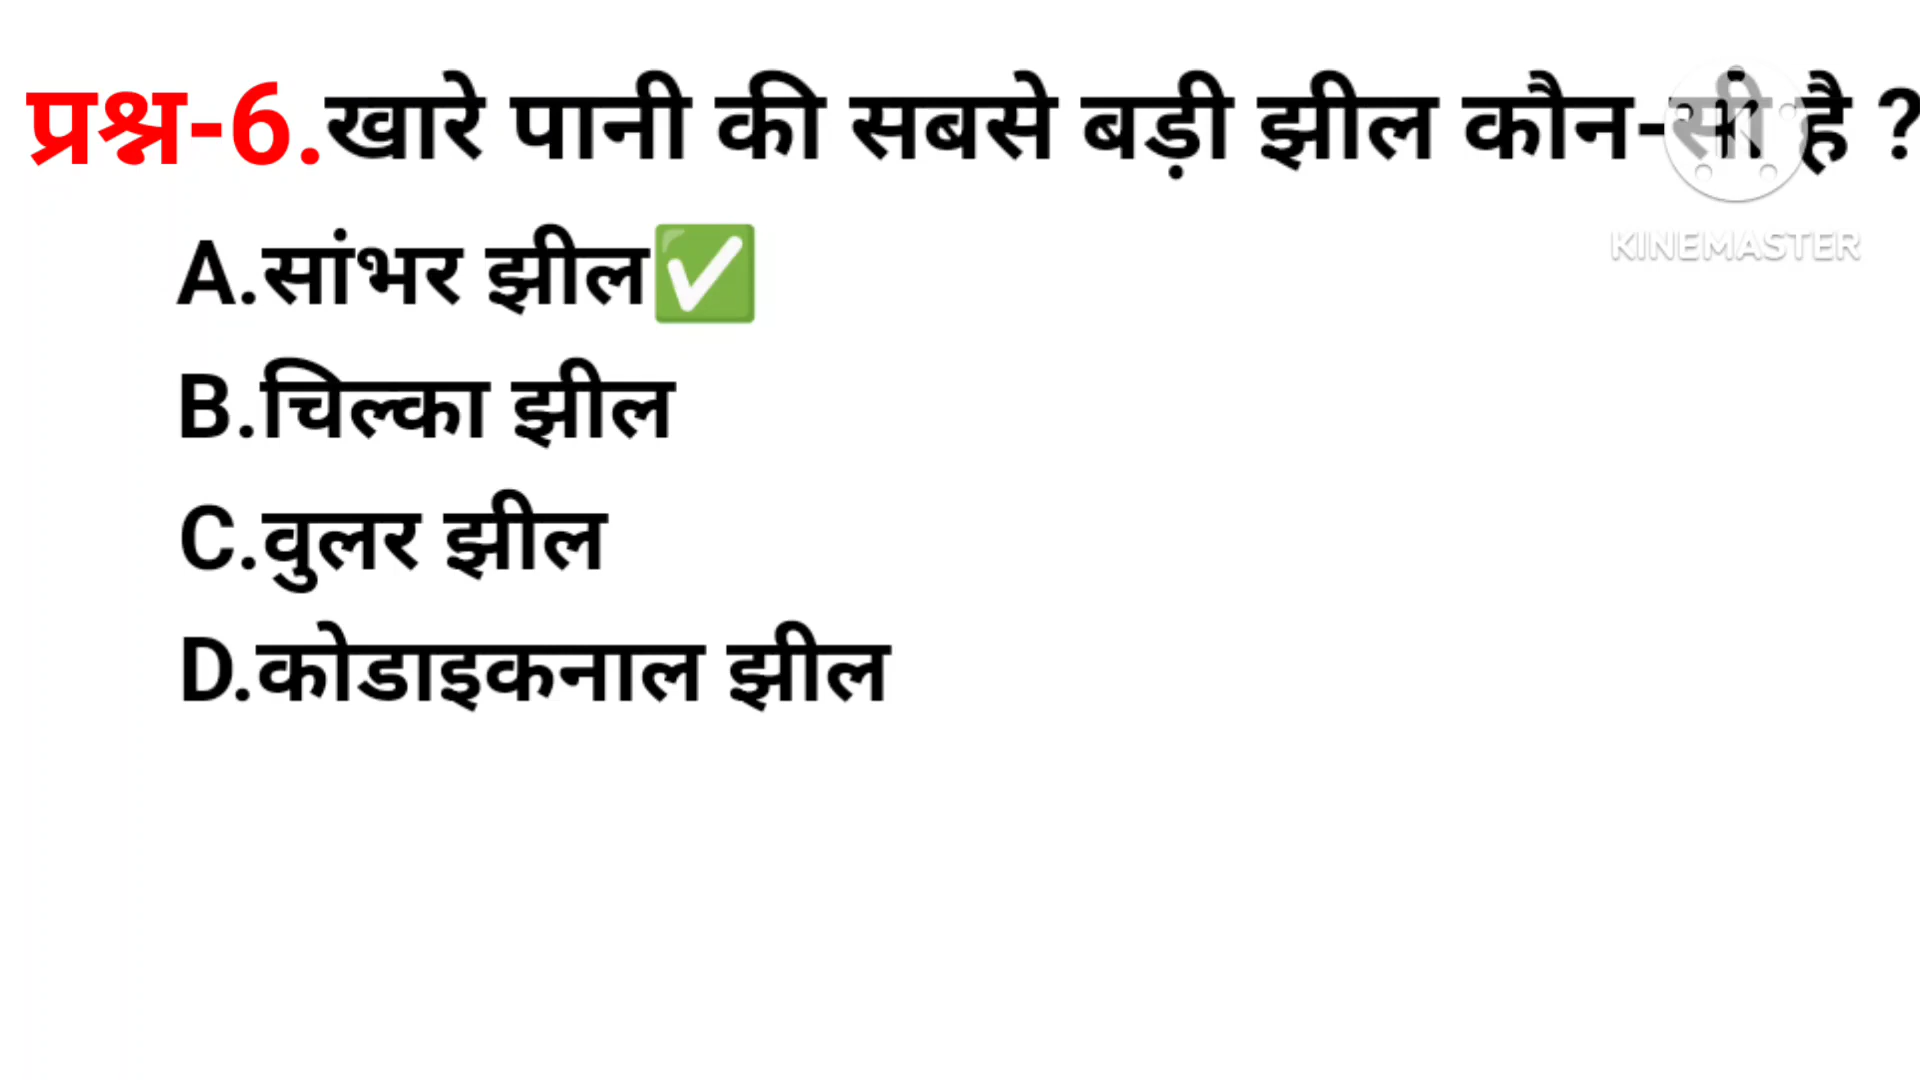 प्रश्न-6.खारे पानी की सबसे बड़ी झील कौन-सी है ?
KINEMASTER
A.सांभर झील✅
B.चिल्का झील
C.वुलर झील
D.कोडाइकनाल झील